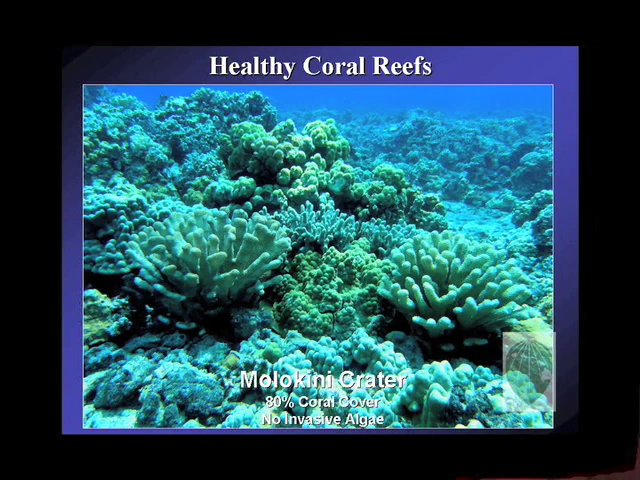 Healthy Coral Reefs
Molokini Crater
80% Coral Cover
No Invasive Algae